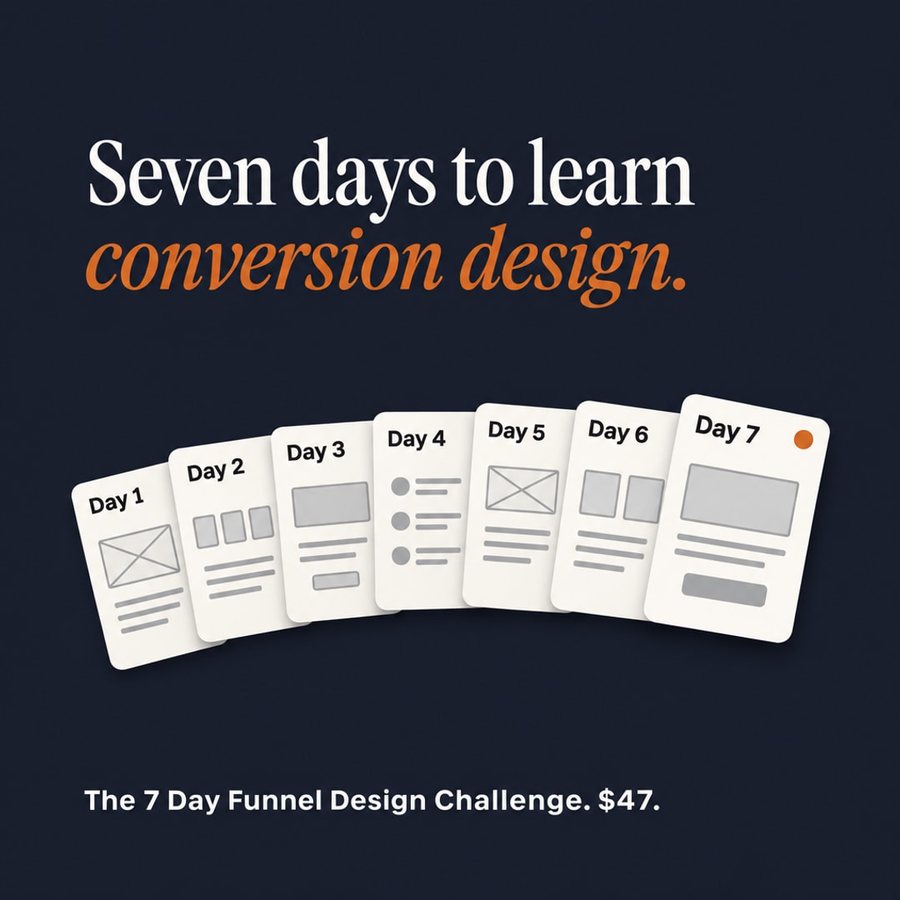 Seven days to learn
conversion design.
Day 1
Day 2
Day 3
Day 4
Day 5
Day 6
Day 7
The 7 Day Funnel Design Challenge. $47.